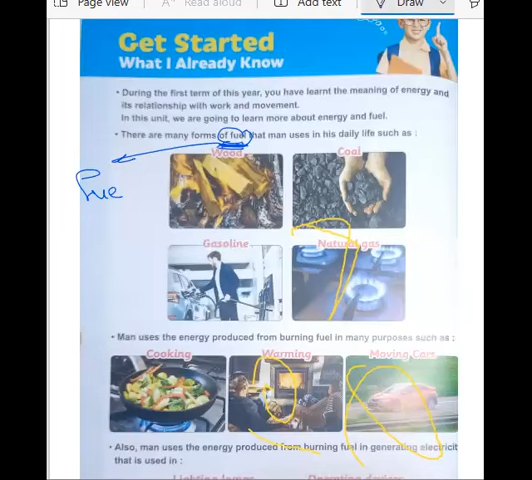 Page view
Read aloud
Add text
Draw
Get Started
What I Already Know
• During the first term of this year, you have learnt the meaning of energy and
its relationship with work and movement.
In this unit, we are going to learn more about energy and fuel.
• There are many forms of fuel that man uses in his daily life such as :
Wood
Coal
Fue
Gasoline
Natural gas
• Man uses the energy produced from burning fuel in many purposes such as :
Cooking
Warming
Moving Cars
• Also, man uses the energy produced from burning fuel in generating electricit
that is used in :
Lighting lamps
Operating devices